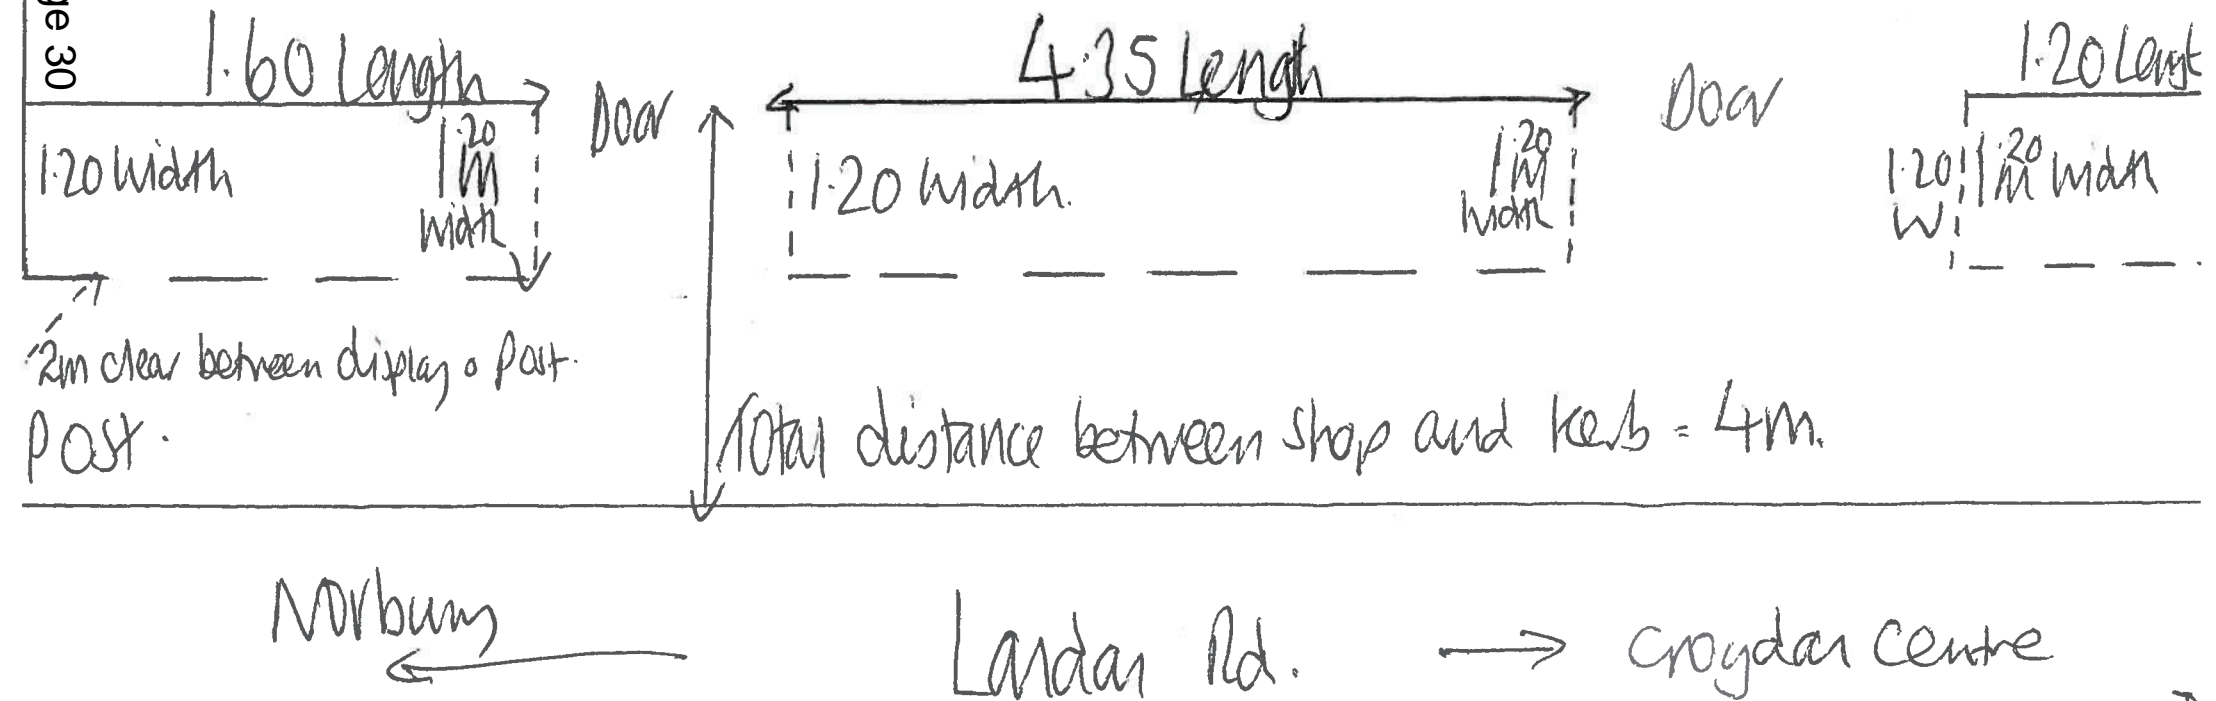 ge 30
1.60 Length
Door
4.35 Length
Door
1.20 Lengt
1.20 width
1.20 M width
1.20 width.
1.20 M width
1.20 W
1.20 M width
2m clear between display o Post.
Post.
Total distance between shop and kerb = 4m.
Norbury
London Rd.
Croydon Centre